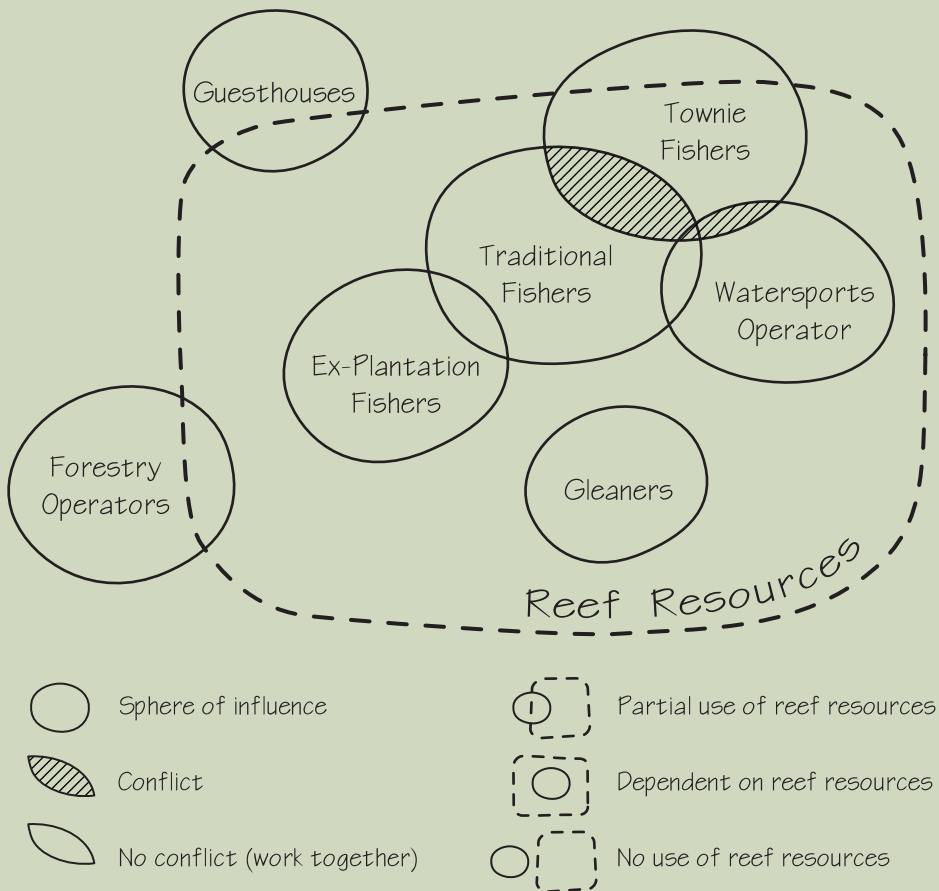 Guesthouses
Townie
Fishers
Traditional
Fishers
Watersports
Operator
Ex-Plantation
Fishers
Forestry
Operators
Gleaners
Reef Resources
Sphere of influence
Conflict
No conflict (work together)
Partial use of reef resources
Dependent on reef resources
No use of reef resources